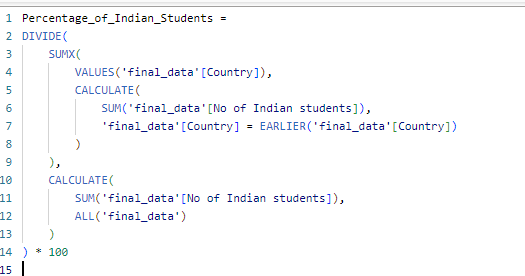 1 Percentage_of_Indian_Students =
2 DIVIDE(
3     SUMX(
4         VALUES('final_data'[Country]),
5         CALCULATE(
6             SUM('final_data'[No of Indian students]),
7             'final_data'[Country] = EARLIER('final_data'[Country])
8         )
9     ),
10     CALCULATE(
11         SUM('final_data'[No of Indian students]),
12         ALL('final_data')
13     )
14 ) * 100
15